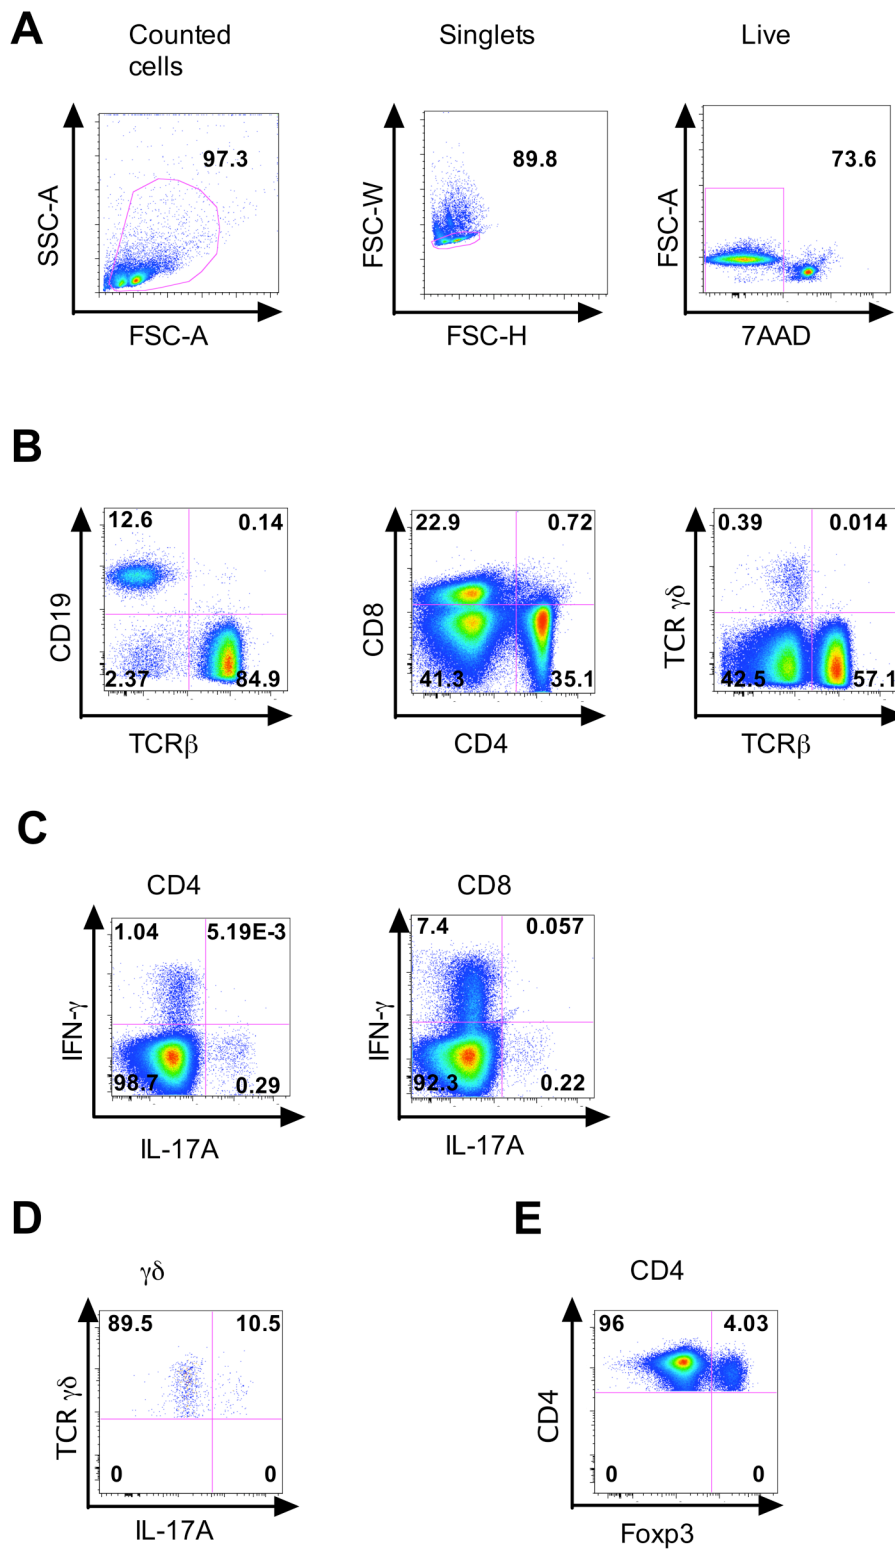 A
Counted
cells
Singlets
Live
97.3
89.8
73.6
SSC-A
FSC-W
FSC-A
FSC-A
FSC-H
7AAD
B
12.6
0.14
22.9
0.72
0.39
0.014
CD19
CD8
TCR γδ
2.37
84.9
41.3
35.1
42.5
57.1
TCRβ
CD4
TCRβ
C
CD4
CD8
1.04
5.19E-3
7.4
0.057
IFN-γ
IFN-γ
98.7
0.29
92.3
0.22
IL-17A
IL-17A
D
E
γδ
CD4
89.5
10.5
96
4.03
TCR γδ
CD4
0
0
0
0
IL-17A
Foxp3